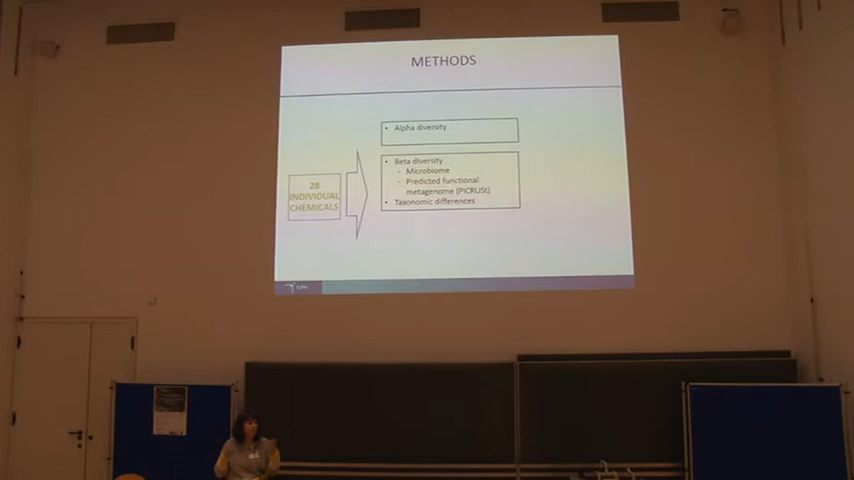 METHODS
• Alpha diversity
• Beta diversity
- Microbiome
- Predicted functional
metagenome (PICRUSt)
• Taxonomic differences
28
INDIVIDUAL
CHEMICALS